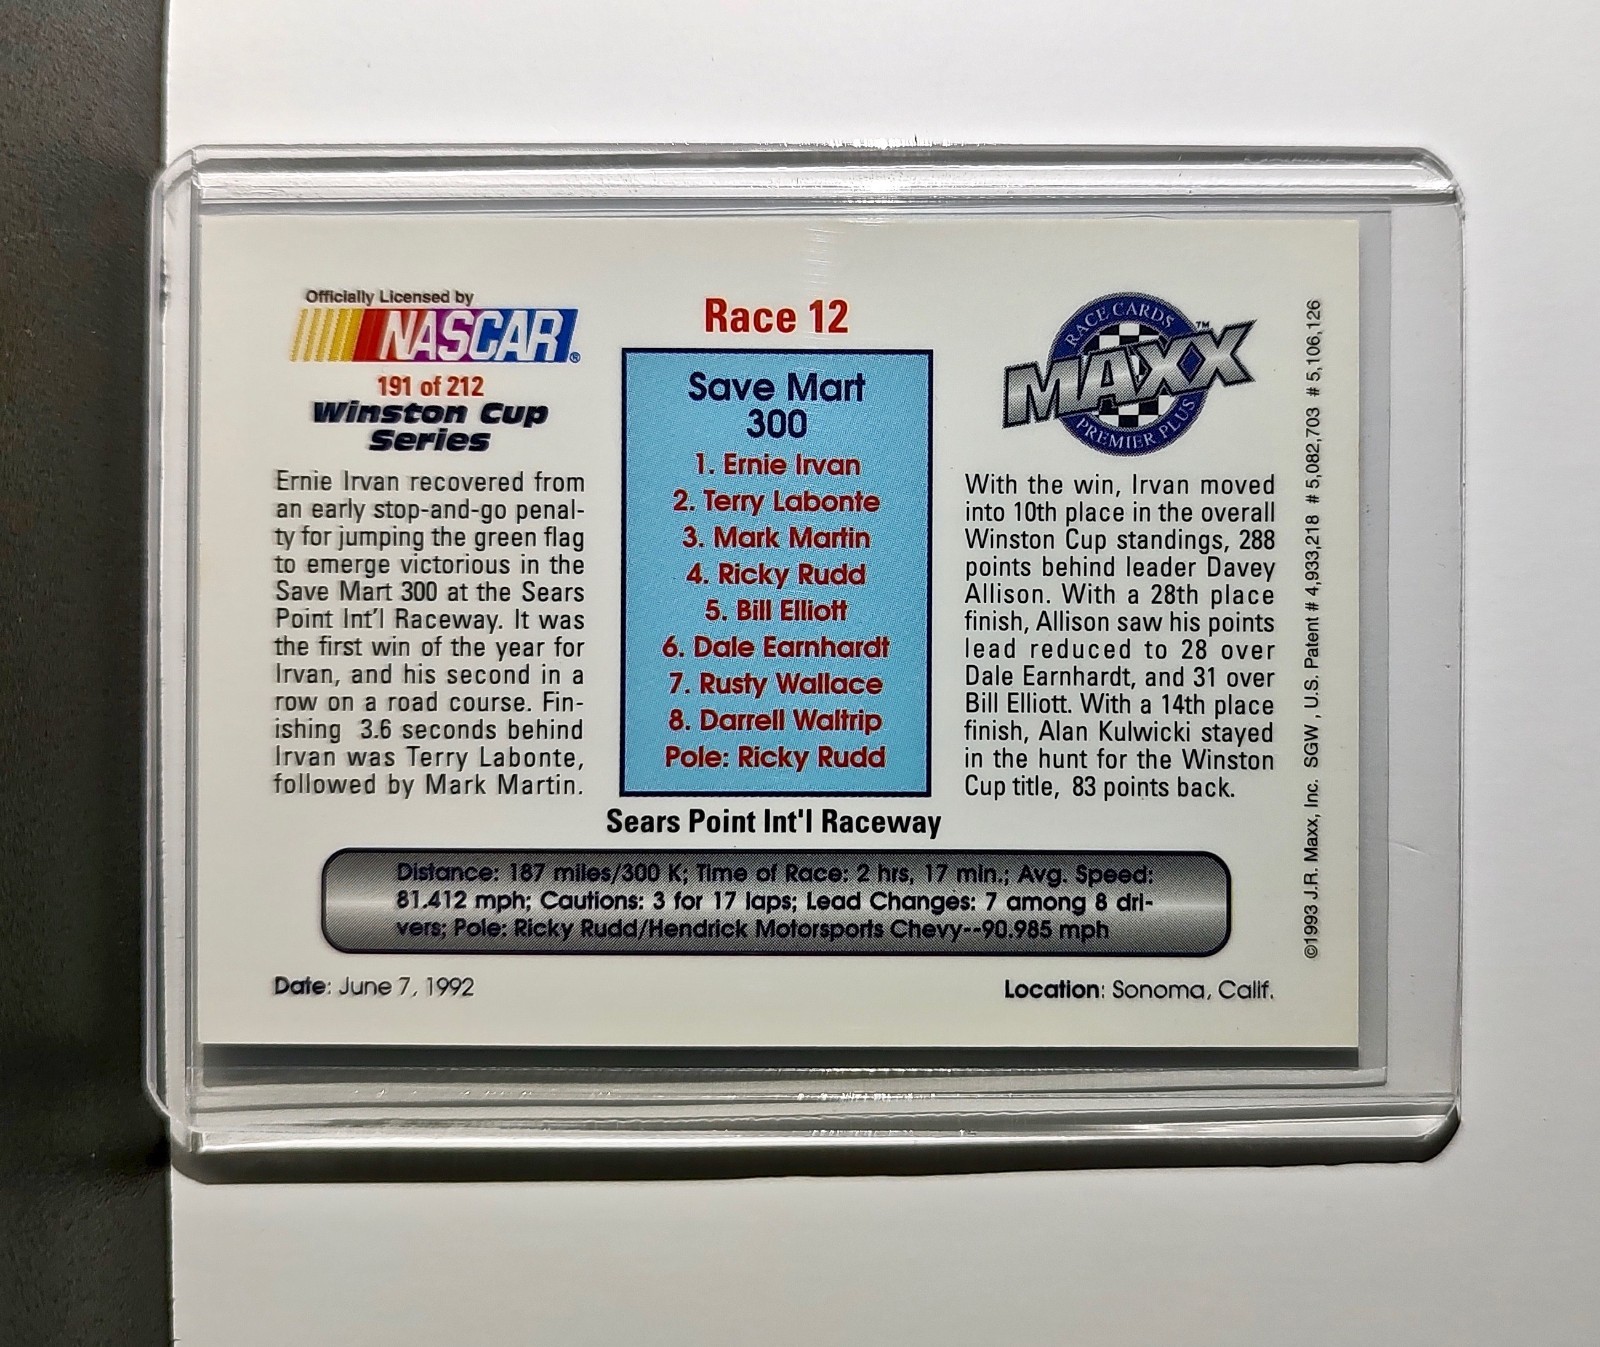 Officially Licensed by
NASCAR®
191 of 212
Winston Cup
Series
Ernie Irvan recovered from
an early stop-and-go penal-
ty for jumping the green flag
to emerge victorious in the
Save Mart 300 at the Sears
Point Int'l Raceway. It was
the first win of the year for
Irvan, and his second in a
row on a road course. Fin-
ishing 3.6 seconds behind
Irvan was Terry Labonte,
followed by Mark Martin.
Race 12
Save Mart
300
1. Ernie Irvan
2. Terry Labonte
3. Mark Martin
4. Ricky Rudd
5. Bill Elliott
6. Dale Earnhardt
7. Rusty Wallace
8. Darrell Waltrip
Pole: Ricky Rudd
RACE CARDS
MAXX™
PREMIER PLUS
With the win, Irvan moved
into 10th place in the overall
Winston Cup standings, 288
points behind leader Davey
Allison. With a 28th place
finish, Allison saw his points
lead reduced to 28 over
Dale Earnhardt, and 31 over
Bill Elliott. With a 14th place
finish, Alan Kulwicki stayed
in the hunt for the Winston
Cup title, 83 points back.
Sears Point Int'l Raceway
Distance: 187 miles/300 K; Time of Race: 2 hrs, 17 min.; Avg. Speed:
81.412 mph; Cautions: 3 for 17 laps; Lead Changes: 7 among 8 dri-
vers; Pole: Ricky Rudd/Hendrick Motorsports Chevy--90.985 mph
Date: June 7, 1992
Location: Sonoma, Calif.
©1993 J.R. Maxx, Inc. SGW, U.S. Patent # 4,933,218 # 5,082,703 # 5,106,126